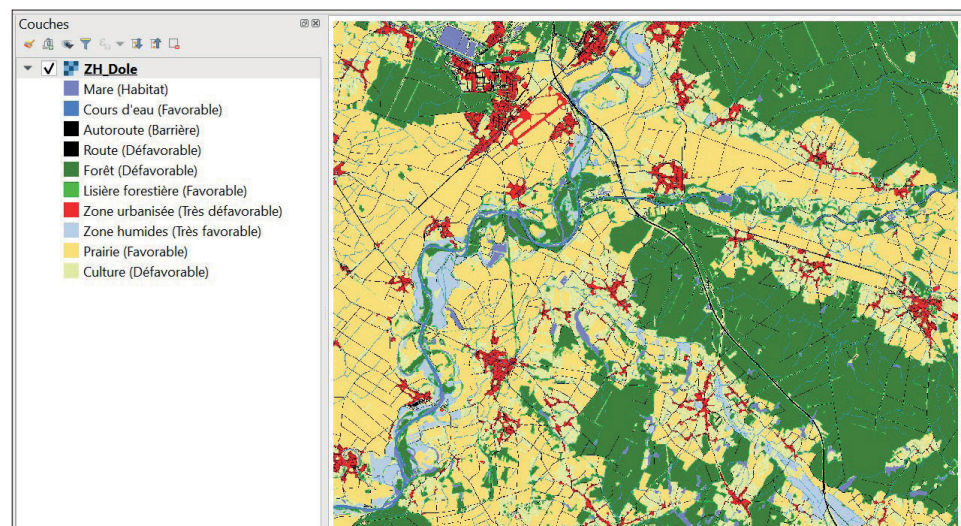 Couches
ZH_Dole
Mare (Habitat)
Cours d'eau (Favorable)
Autoroute (Barrière)
Route (Défavorable)
Forêt (Défavorable)
Lisière forestière (Favorable)
Zone urbanisée (Très défavorable)
Zone humides (Très favorable)
Prairie (Favorable)
Culture (Défavorable)